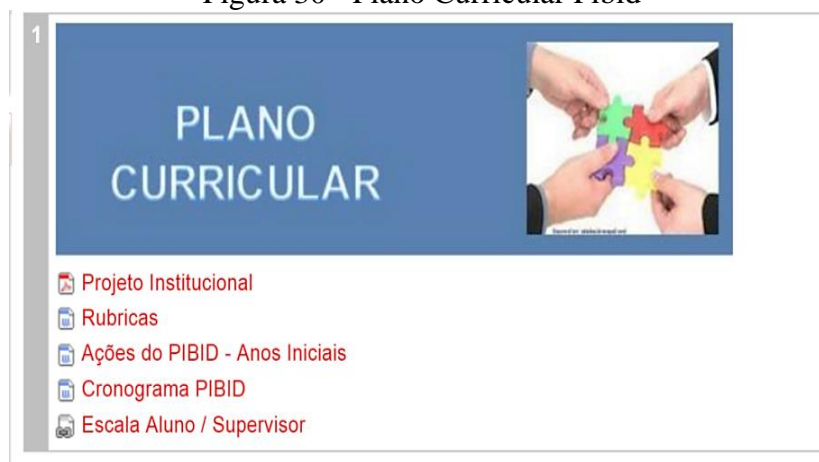 Figura 30 - Plano Curricular Pibid
1
PLANO
CURRICULAR
Projeto Institucional
Rubricas
Ações do PIBID - Anos Iniciais
Cronograma PIBID
Escala Aluno / Supervisor